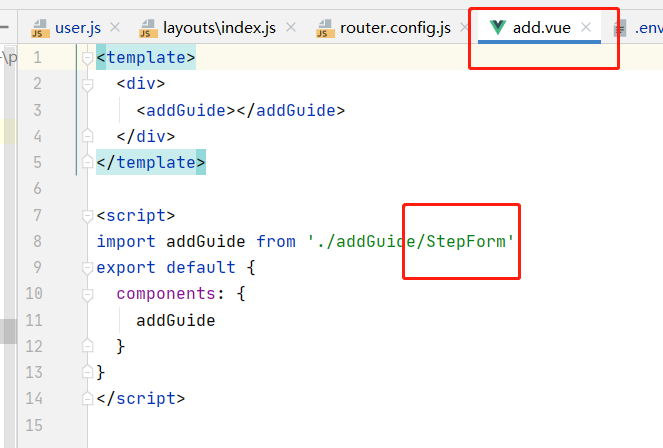 user.js layouts\index.js router.config.js add.vue .env
1 <template>
2 <div>
3 <addGuide></addGuide>
4 </div>
5 </template>
6
7 <script>
8 import addGuide from './addGuide/StepForm'
9 export default {
10 components: {
11 addGuide
12 }
13 }
14 </script>
15